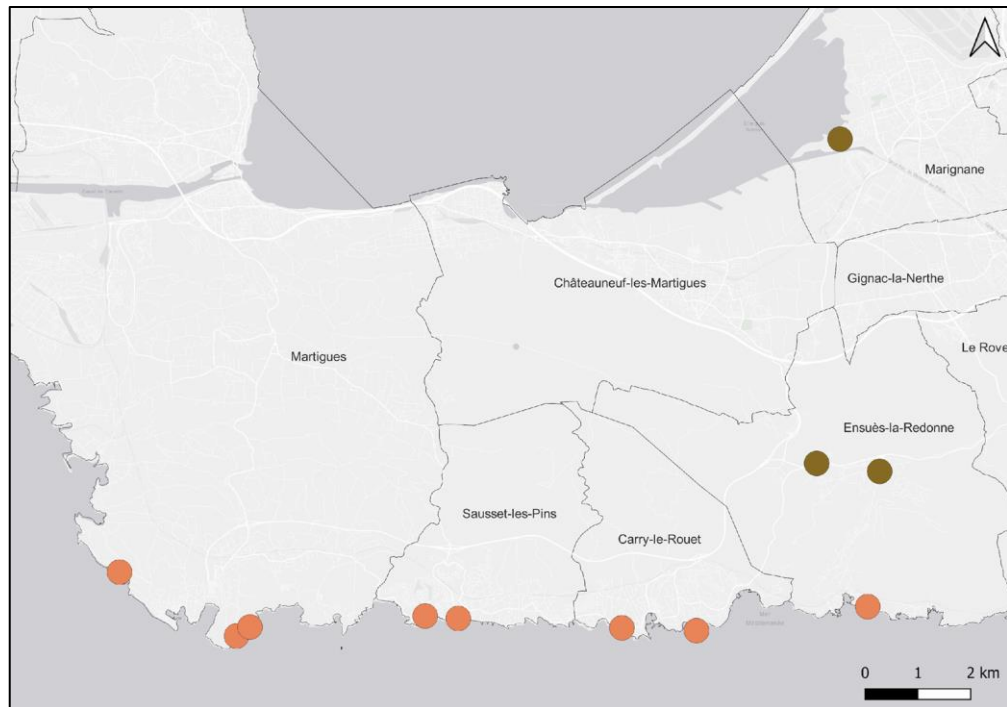 Marignane
Gignac-la-Nerthe
Châteauneuf-les-Martigues
Le Rove
Martigues
Ensuès-la-Redonne
Sausset-les-Pins
Carry-le-Rouet
0 1 2 km